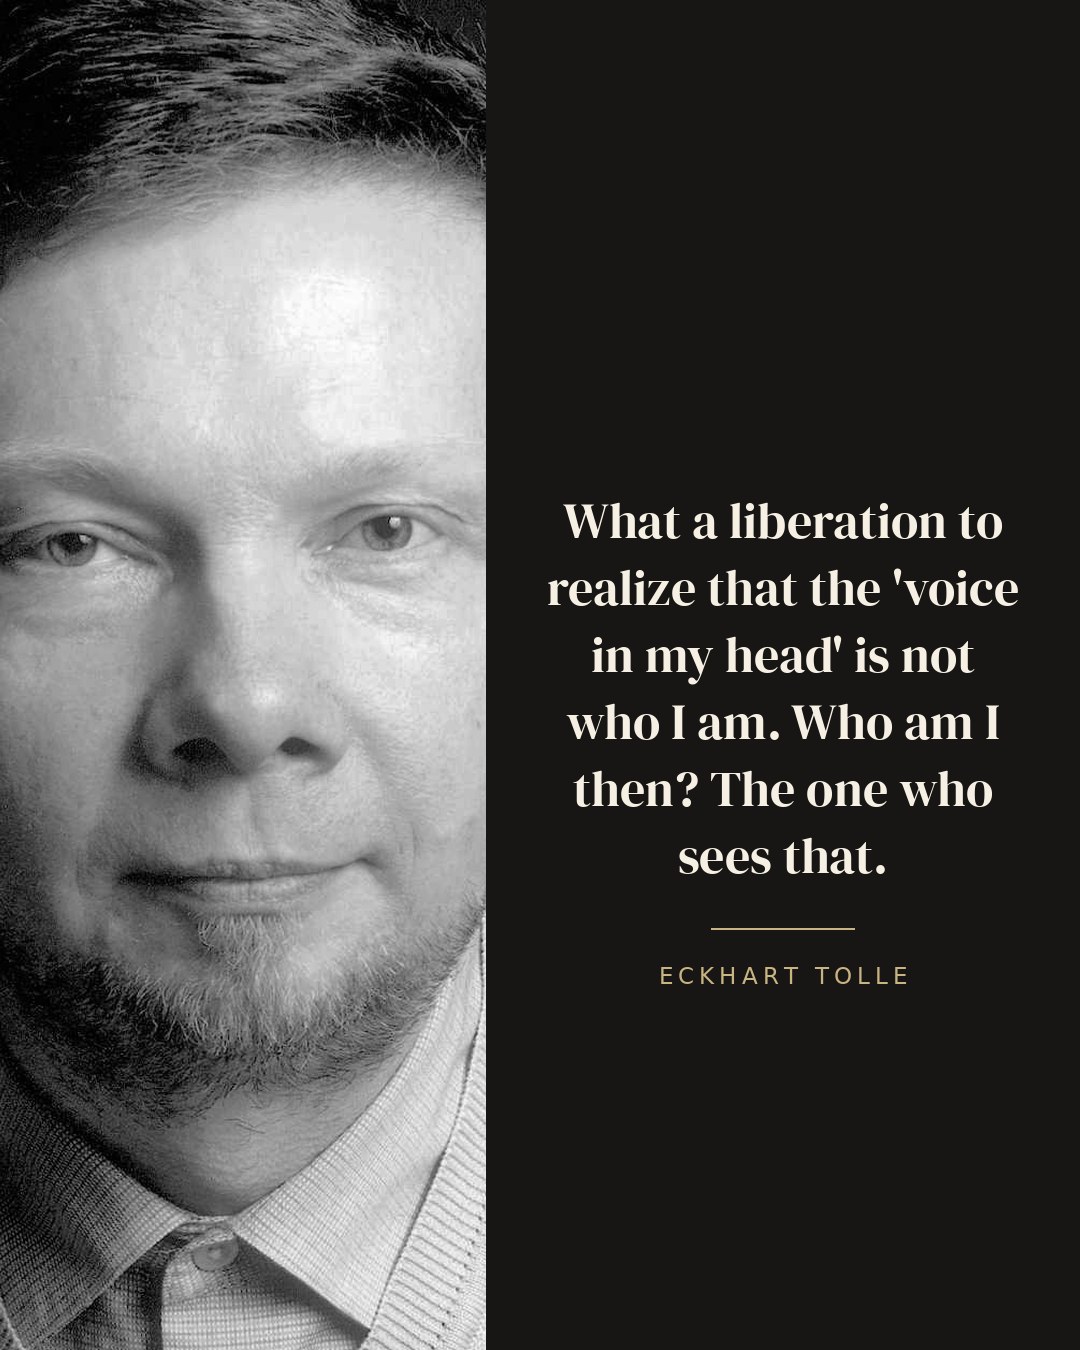 What a liberation to
realize that the 'voice
in my head' is not
who I am. Who am I
then? The one who
sees that.
ECKHART TOLLE